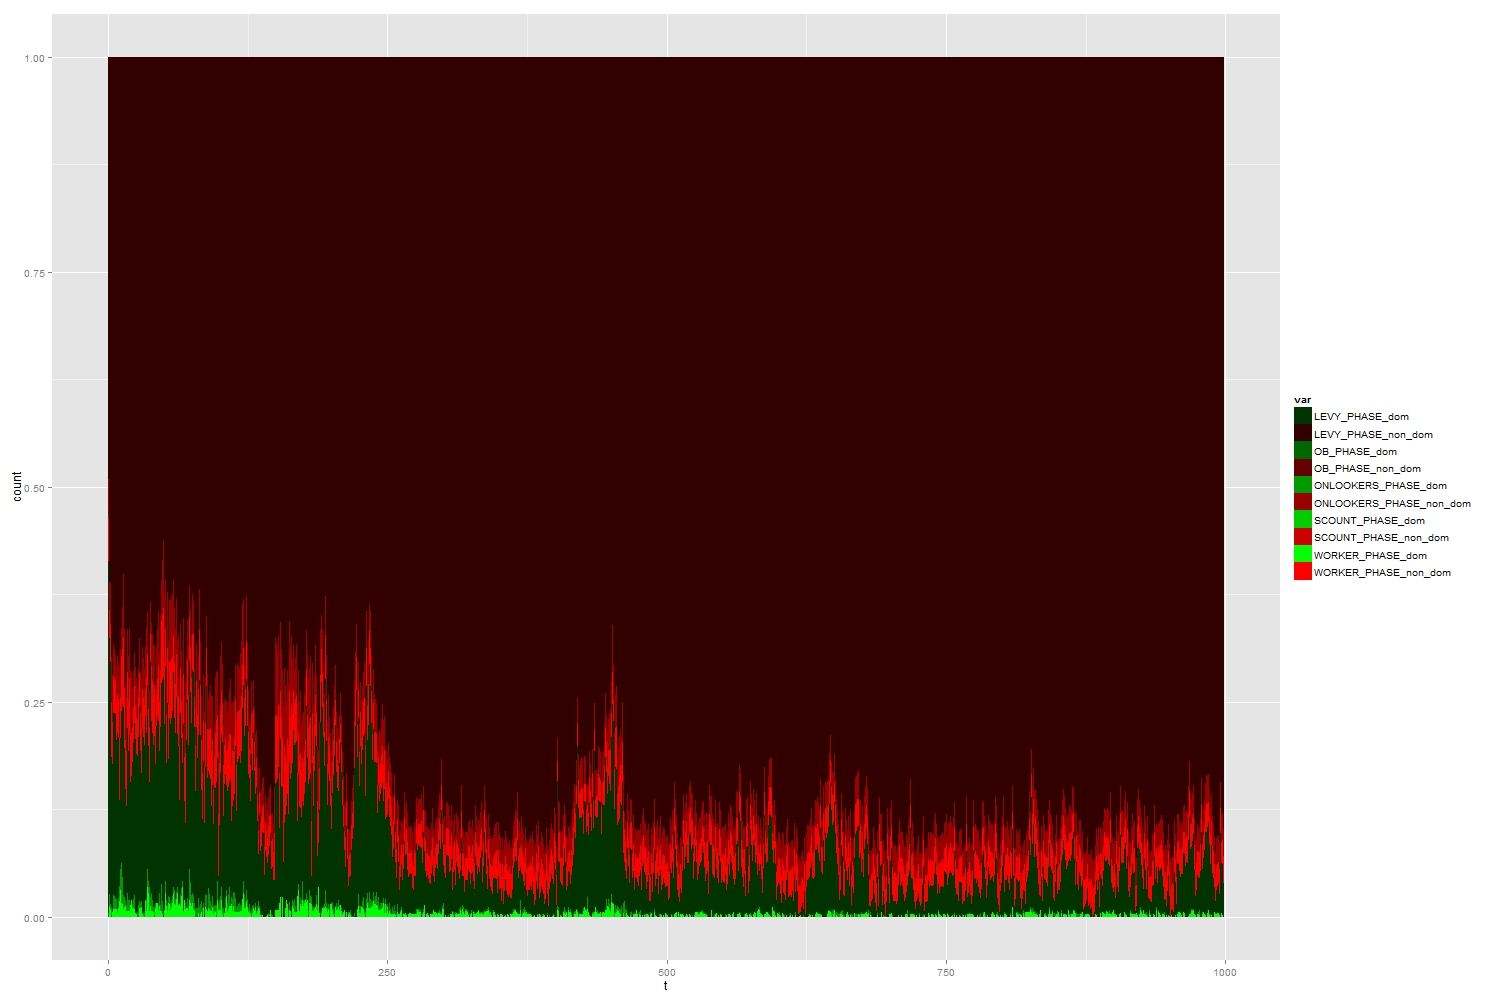 1.00
0.75
0.50
0.25
0.00
count
0
250
500
750
1000
t
var
LEVY_PHASE_dom
LEVY_PHASE_non_dom
OB_PHASE_dom
OB_PHASE_non_dom
ONLOOKERS_PHASE_dom
ONLOOKERS_PHASE_non_dom
SCOUNT_PHASE_dom
SCOUNT_PHASE_non_dom
WORKER_PHASE_dom
WORKER_PHASE_non_dom